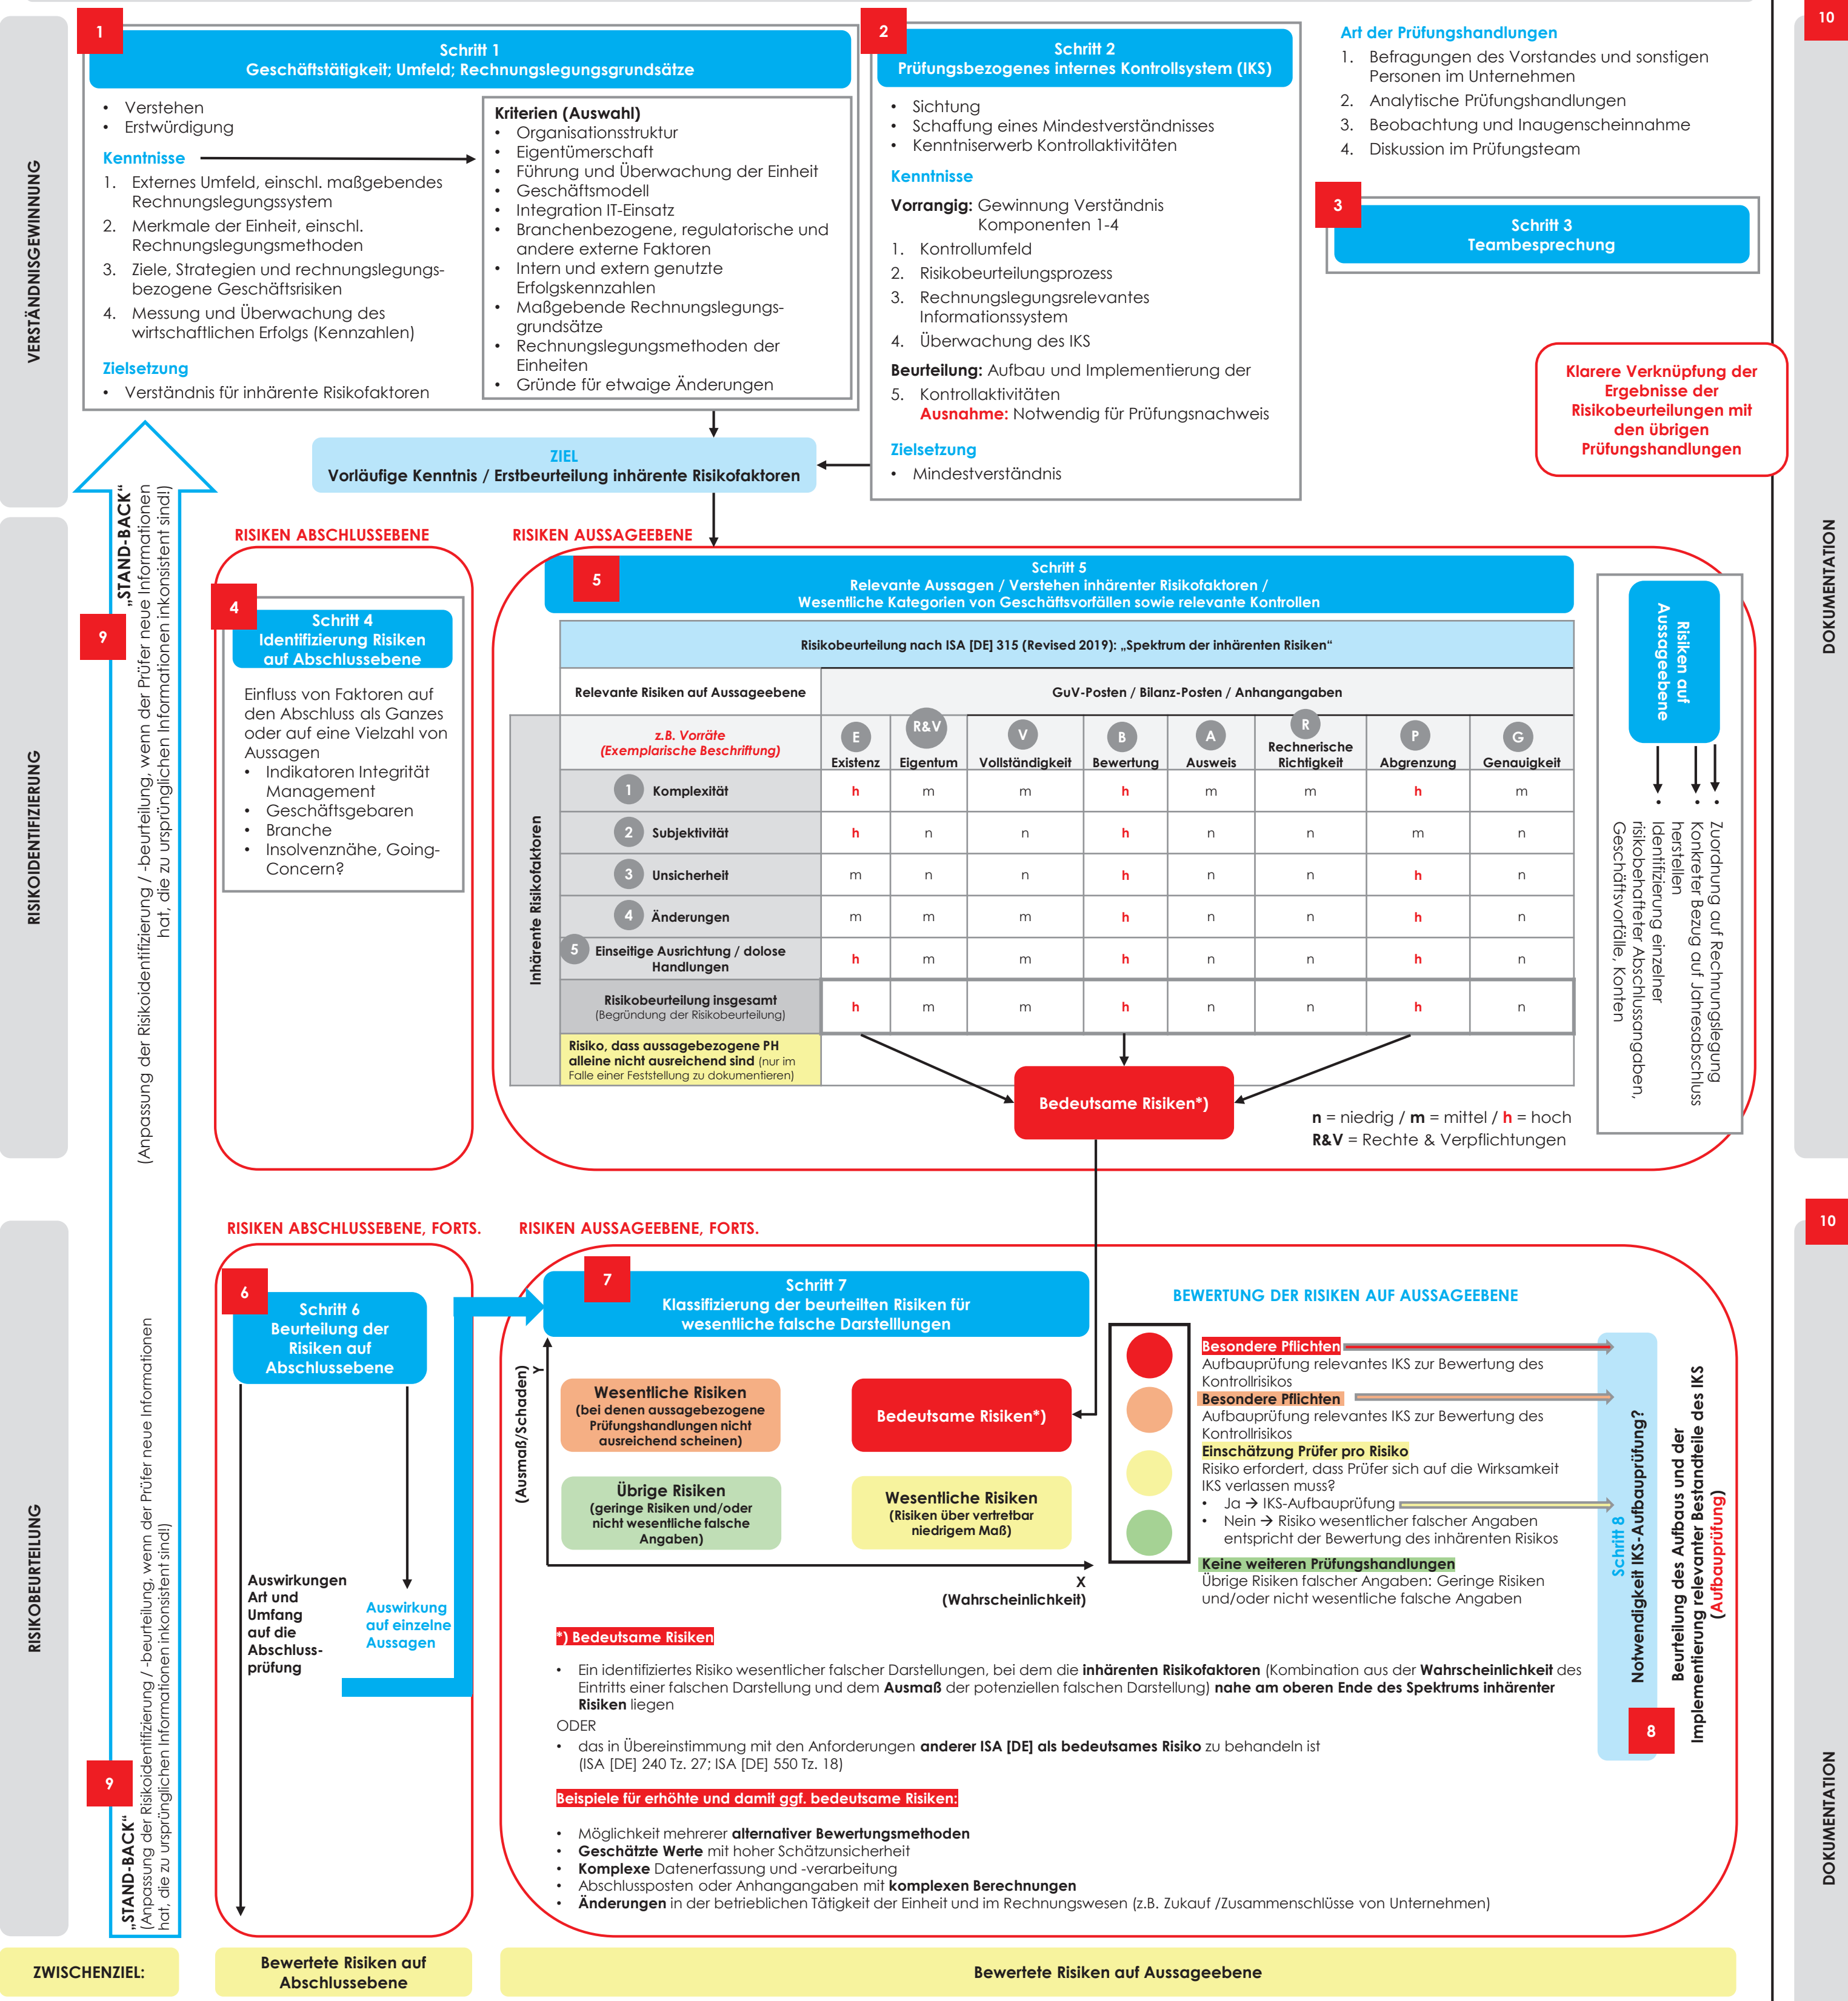 VERSTÄNDNISGEWINNUNG
1
Schritt 1
Geschäftstätigkeit; Umfeld; Rechnungslegungsgrundsätze
• Verstehen
• Erstwürdigung
Kenntnisse
1. Externes Umfeld, einschl. maßgebendes
Rechnungslegungssystem
2. Merkmale der Einheit, einschl.
Rechnungslegungsmethoden
3. Ziele, Strategien und rechnungslegungs-
bezogene Geschäftsrisiken
4. Messung und Überwachung des
wirtschaftlichen Erfolgs (Kennzahlen)
Zielsetzung
• Verständnis für inhärente Risikofaktoren
Kriterien (Auswahl)
• Organisationsstruktur
• Eigentümerschaft
• Führung und Überwachung der Einheit
• Geschäftsmodell
• Integration IT-Einsatz
• Branchenbezogene, regulatorische und
andere externe Faktoren
• Intern und extern genutzte
Erfolgskennzahlen
• Maßgebende Rechnungslegungs-
grundsätze
• Rechnungslegungsmethoden der
Einheiten
• Gründe für etwaige Änderungen
2
Schritt 2
Prüfungsbezogenes internes Kontrollsystem (IKS)
• Sichtung
• Schaffung eines Mindestverständnisses
• Kenntniserwerb Kontrollaktivitäten
Kenntnisse
Vorrangig: Gewinnung Verständnis
Komponenten 1-4
1. Kontrollumfeld
2. Risikobeurteilungsprozess
3. Rechnungslegungsrelevantes
Informationssystem
4. Überwachung des IKS
Beurteilung: Aufbau und Implementierung der
5. Kontrollaktivitäten
Ausnahme: Notwendig für Prüfungsnachweis
Zielsetzung
• Mindestverständnis
Art der Prüfungshandlungen
1. Befragungen des Vorstandes und sonstigen
Personen im Unternehmen
2. Analytische Prüfungshandlungen
3. Beobachtung und Inaugenscheinnahme
4. Diskussion im Prüfungsteam
3
Schritt 3
Teambesprechung
Klarere Verknüpfung der
Ergebnisse der
Risikobeurteilungen mit
den übrigen
Prüfungshandlungen
10
DOKUMENTATION
ZIEL
Vorläufige Kenntnis / Erstbeurteilung inhärente Risikofaktoren
RISIKOIDENTIFIZIERUNG
9
„STAND-BACK“
(Anpassung der Risikoidentifizierung / -beurteilung, wenn der Prüfer neue Informationen
hat, die zu ursprünglichen Informationen inkonsistent sind!)
RISIKEN ABSCHLUSSEBENE
4
Schritt 4
Identifizierung Risiken
auf Abschlussebene
Einfluss von Faktoren auf
den Abschluss als Ganzes
oder auf eine Vielzahl von
Aussagen
• Indikatoren Integrität
Management
• Geschäftsgebaren
• Branche
• Insolvenznähe, Going-
Concern?
RISIKEN AUSSAGEEBENE
5
Schritt 5
Relevante Aussagen / Verstehen inhärenter Risikofaktoren /
Wesentliche Kategorien von Geschäftsvorfällen sowie relevante Kontrollen
Risikobeurteilung nach ISA [DE] 315 (Revised 2019): „Spektrum der inhärenten Risiken“
Relevante Risiken auf Aussageebene GuV-Posten / Bilanz-Posten / Anhangangaben
Inhärente Risikofaktoren
z.B. Vorräte
(Exemplarische Beschriftung)
E R&V V B A R P G
Existenz Eigentum Vollständigkeit Bewertung Ausweis Rechnerische Richtigkeit Abgrenzung Genauigkeit
1 Komplexität h m m h m m h m
2 Subjektivität h n n h n n m n
3 Unsicherheit m n n h n n h n
4 Änderungen m m m h n n h n
5 Einseitige Ausrichtung / dolose
Handlungen h m m h n n h n
Risikobeurteilung insgesamt
(Begründung der Risikobeurteilung) h m m h n n h n
Risiko, dass aussagebezogene PH
alleine nicht ausreichend sind (nur im
Falle einer Feststellung zu dokumentieren)
Bedeutsame Risiken*)
n = niedrig / m = mittel / h = hoch
R&V = Rechte & Verpflichtungen
Risiken auf
Aussageebene
• Zuordnung auf Rechnungslegung
• Konkreter Bezug auf Jahresabschluss
herstellen
• Identifizierung einzelner
risikobehafteter Abschlussangaben,
Geschäftsvorfälle, Konten
RISIKOBEURTEILUNG
9
„STAND-BACK“
(Anpassung der Risikoidentifizierung / -beurteilung, wenn der Prüfer neue Informationen
hat, die zu ursprünglichen Informationen inkonsistent sind!)
RISIKEN ABSCHLUSSEBENE, FORTS.
6
Schritt 6
Beurteilung der
Risiken auf
Abschlussebene
Auswirkungen
Art und
Umfang
auf die
Abschluss-
prüfung
Auswirkung
auf einzelne
Aussagen
RISIKEN AUSSAGEEBENE, FORTS.
7
Schritt 7
Klassifizierung der beurteilten Risiken für
wesentliche falsche Darstelllungen
Y
(Ausmaß/Schaden)
Wesentliche Risiken
(bei denen aussagebezogene
Prüfungshandlungen nicht
ausreichend scheinen)
Bedeutsame Risiken*)
Übrige Risiken
(geringe Risiken und/oder
nicht wesentliche falsche
Angaben)
Wesentliche Risiken
(Risiken über vertretbar
niedrigem Maß)
X
(Wahrscheinlichkeit)
BEWERTUNG DER RISIKEN AUF AUSSAGEEBENE
Besondere Pflichten
Aufbauprüfung relevantes IKS zur Bewertung des
Kontrollrisikos
Besondere Pflichten
Aufbauprüfung relevantes IKS zur Bewertung des
Kontrollrisikos
Einschätzung Prüfer pro Risiko
Risiko erfordert, dass Prüfer sich auf die Wirksamkeit
IKS verlassen muss?
• Ja → IKS-Aufbauprüfung
• Nein → Risiko wesentlicher falscher Angaben
entspricht der Bewertung des inhärenten Risikos
Keine weiteren Prüfungshandlungen
Übrige Risiken falscher Angaben: Geringe Risiken
und/oder nicht wesentliche falsche Angaben
Schritt 8
Notwendigkeit IKS-Aufbauprüfung?
8
Beurteilung des Aufbaus und der
Implementierung relevanter Bestandteile des IKS
(Aufbauprüfung)
*) Bedeutsame Risiken
• Ein identifiziertes Risiko wesentlicher falscher Darstellungen, bei dem die inhärenten Risikofaktoren (Kombination aus der Wahrscheinlichkeit des
Eintritts einer falschen Darstellung und dem Ausmaß der potenziellen falschen Darstellung) nahe am oberen Ende des Spektrums inhärenter
Risiken liegen
ODER
• das in Übereinstimmung mit den Anforderungen anderer ISA [DE] als bedeutsames Risiko zu behandeln ist
(ISA [DE] 240 Tz. 27; ISA [DE] 550 Tz. 18)
Beispiele für erhöhte und damit ggf. bedeutsame Risiken:
• Möglichkeit mehrerer alternativer Bewertungsmethoden
• Geschätzte Werte mit hoher Schätzunsicherheit
• Komplexe Datenerfassung und -verarbeitung
• Abschlussposten oder Anhangangaben mit komplexen Berechnungen
• Änderungen in der betrieblichen Tätigkeit der Einheit und im Rechnungswesen (z.B. Zukauf /Zusammenschlüsse von Unternehmen)
10
DOKUMENTATION
ZWISCHENZIEL:
Bewertete Risiken auf
Abschlussebene
Bewertete Risiken auf Aussageebene